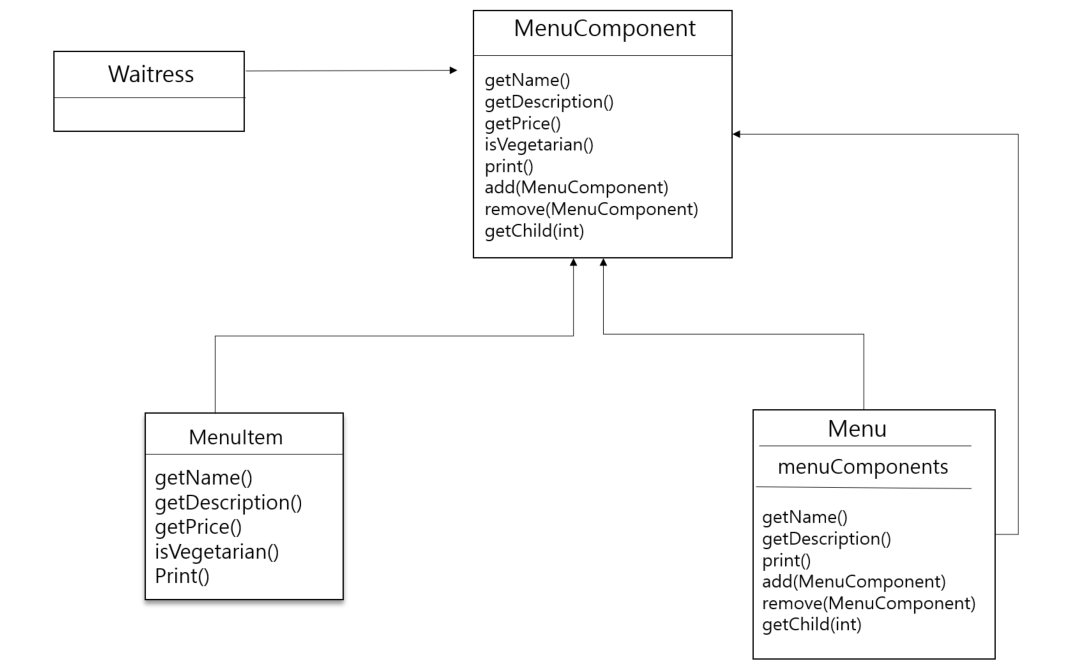 MenuComponent
getName()
getDescription()
getPrice()
isVegetarian()
print()
add(MenuComponent)
remove(MenuComponent)
getChild(int)
Waitress
MenuItem
getName()
getDescription()
getPrice()
isVegetarian()
Print()
Menu
menuComponents
getName()
getDescription()
print()
add(MenuComponent)
remove(MenuComponent)
getChild(int)